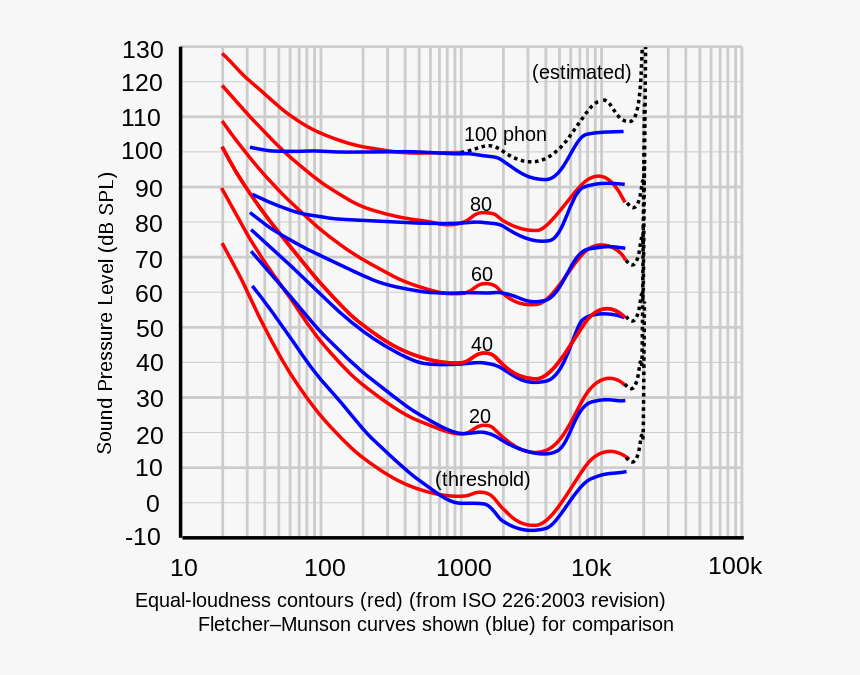 130
120
(estimated)
110
100 phon
100
90
80
80
70
60
60
50
40
40
30
20
20
10
(threshold)
0
-10
Sound Pressure Level (dB SPL)
10 100 1000 10k 100k
Equal-loudness contours (red) (from ISO 226:2003 revision)
Fletcher–Munson curves shown (blue) for comparison